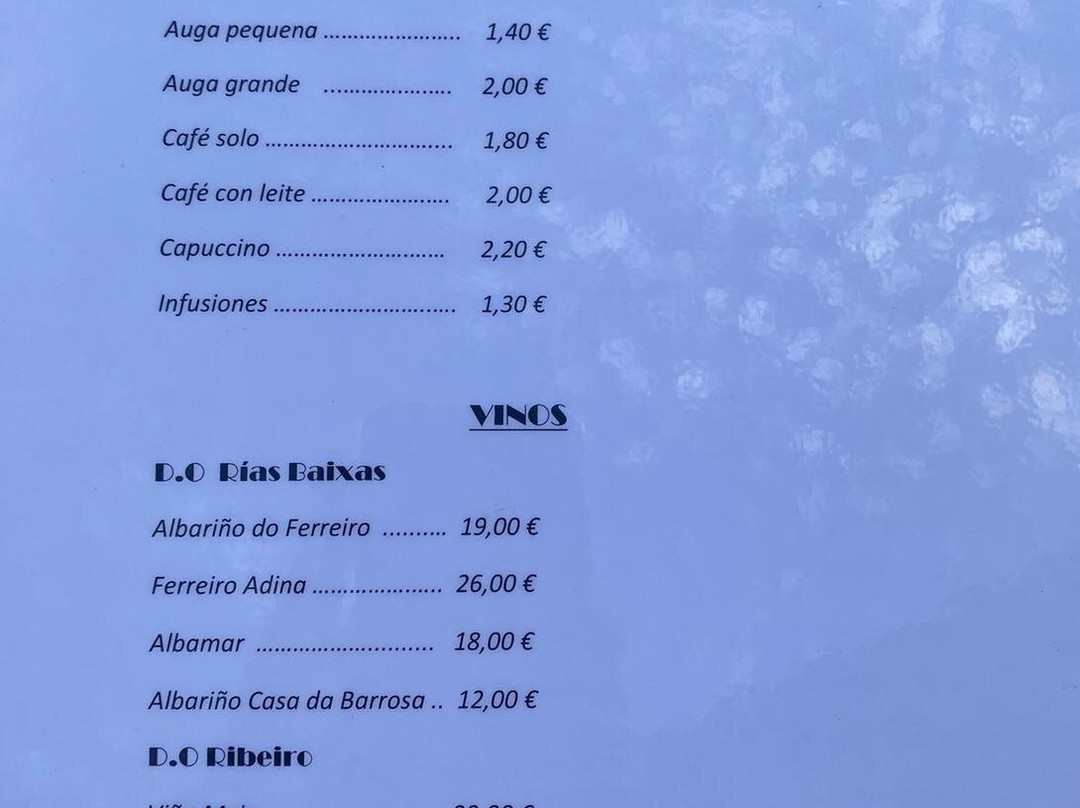 Auga pequena ........................ 1,40 €
Auga grande ...................... 2,00 €
Café solo ................................ 1,80 €
Café con leite ........................ 2,00 €
Capuccino ............................. 2,20 €
Infusiones ............................... 1,30 €
VINOS
D.O Rías Baixas
Albariño do Ferreiro .......... 19,00 €
Ferreiro Adina ...................... 26,00 €
Albamar .............................. 18,00 €
Albariño Casa da Barrosa .. 12,00 €
D.O Ribeiro